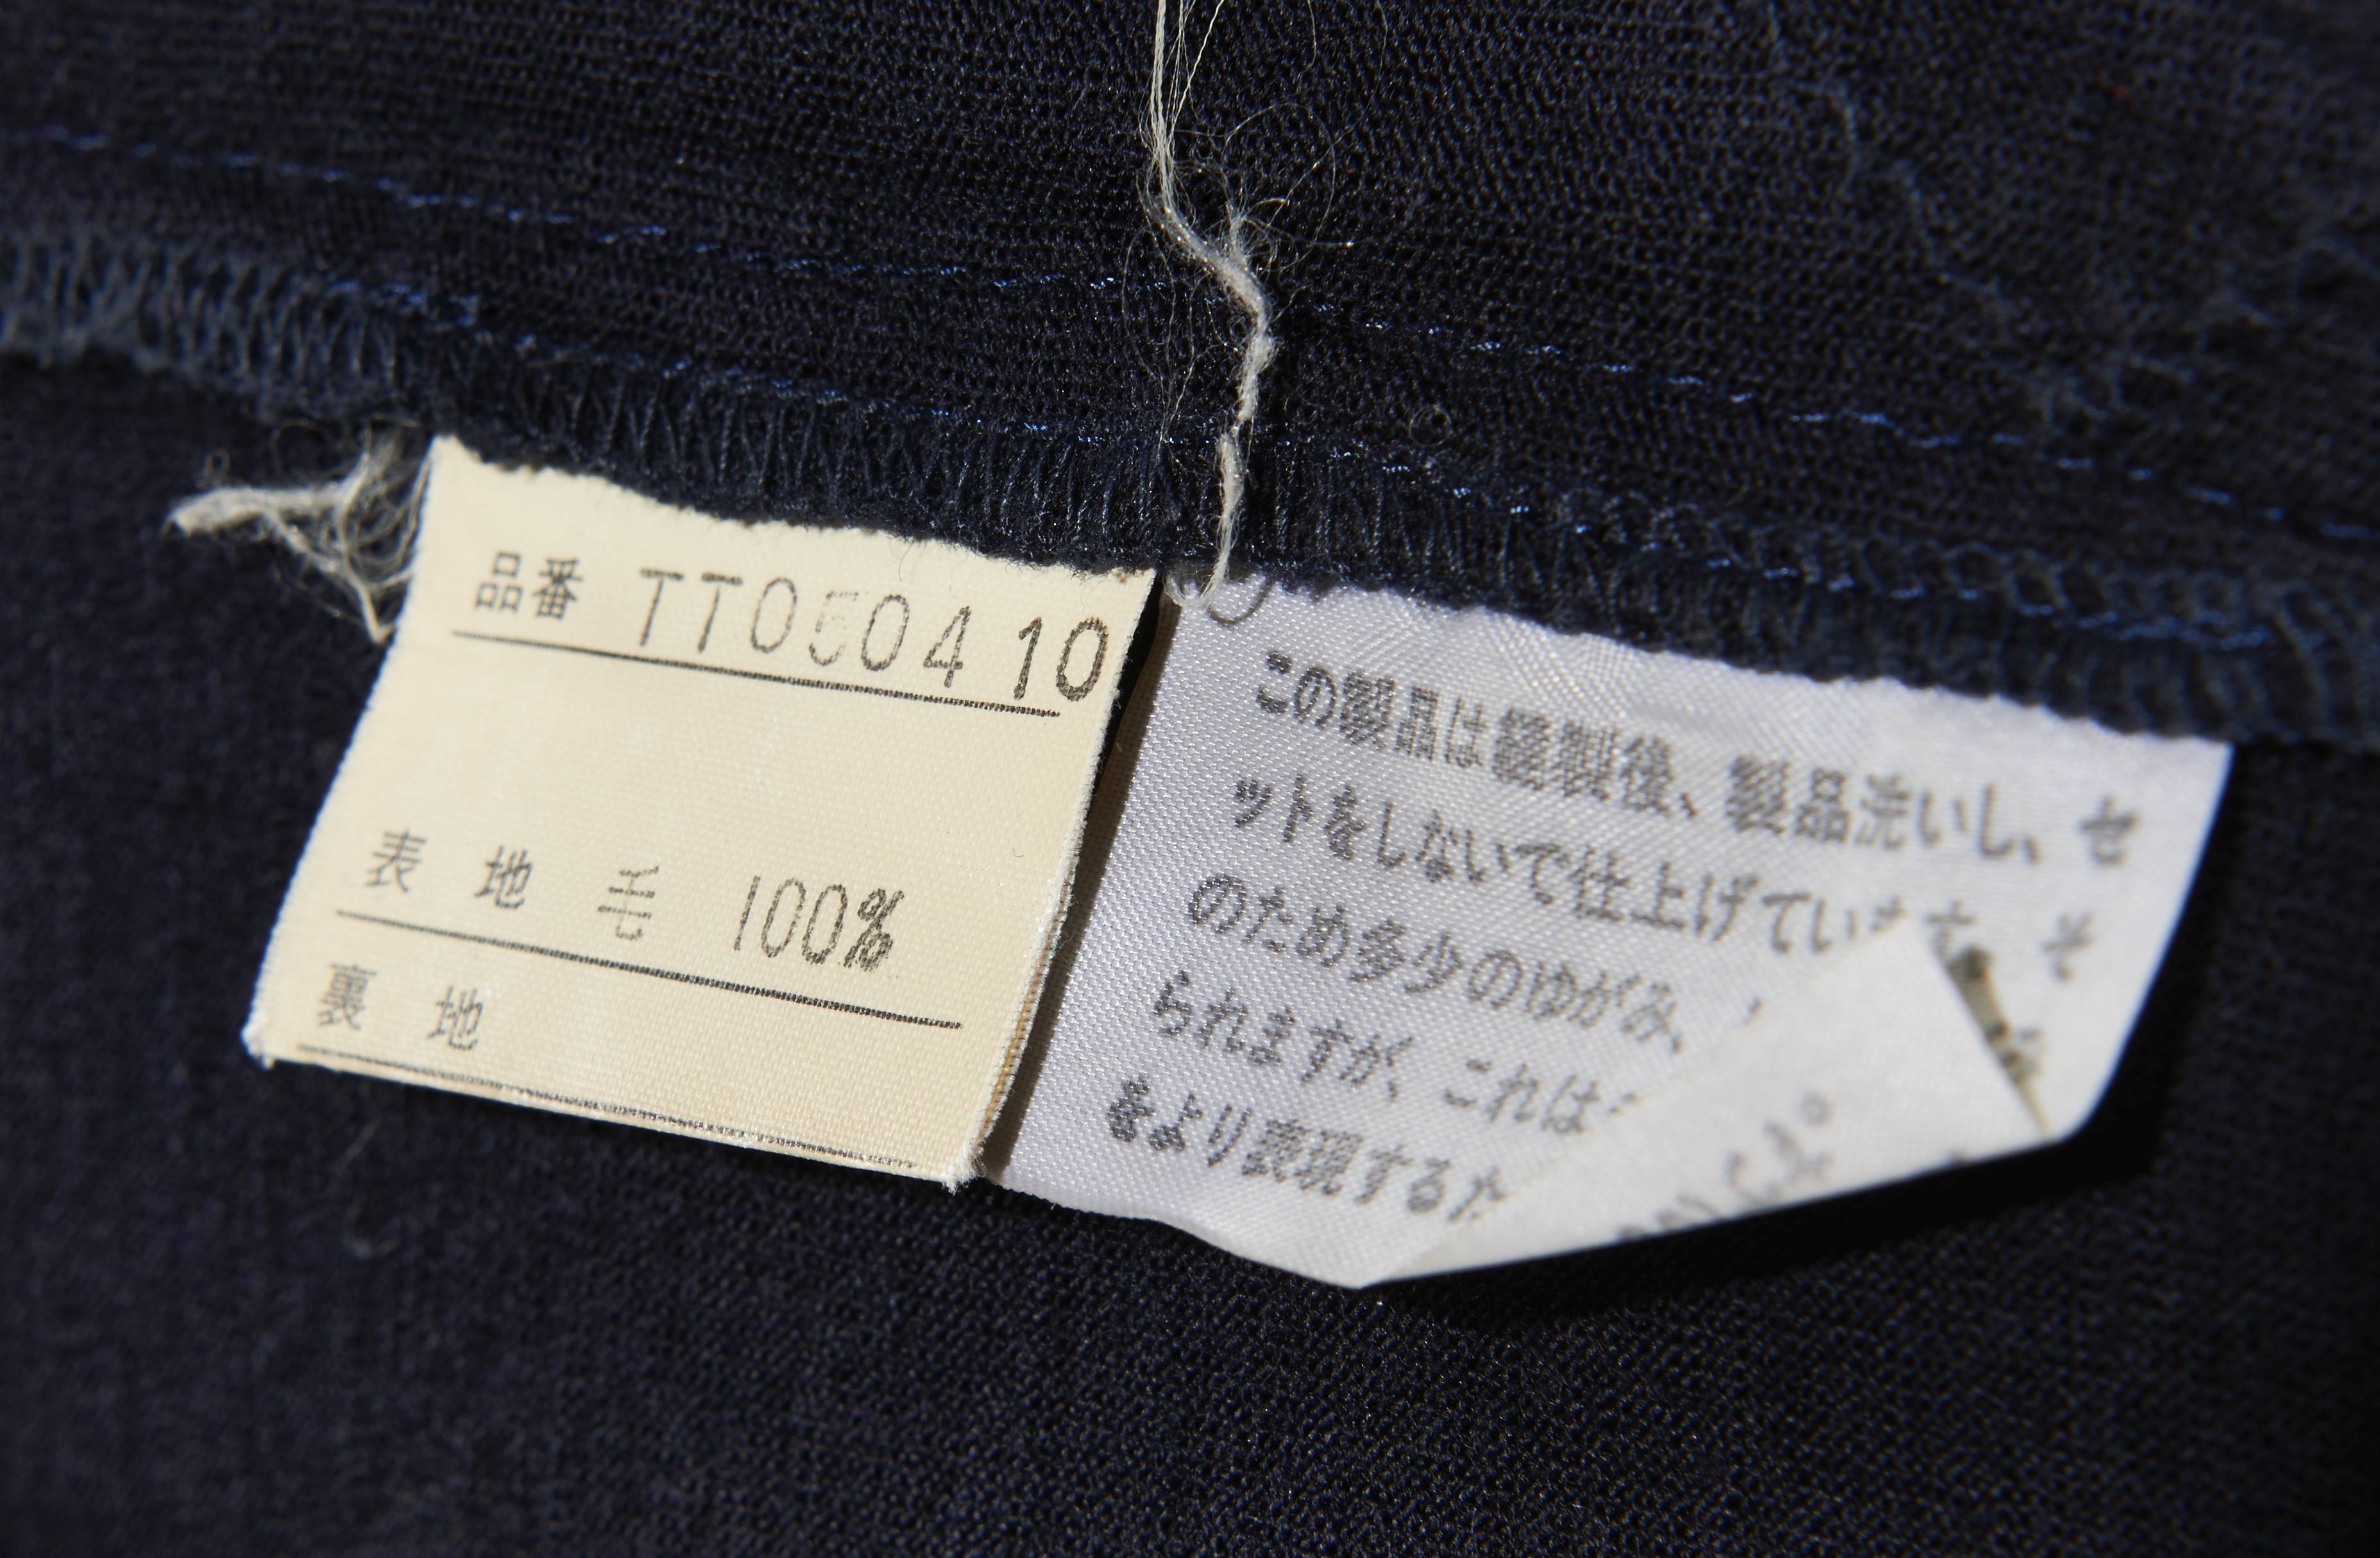 品番 TT050410
表地 毛 100%
裏地
この製品は縫製後、製品洗いし、セ
ットをしないで仕上げています そ
のため多少のゆがみ、
られますが、これは
をより表現するた